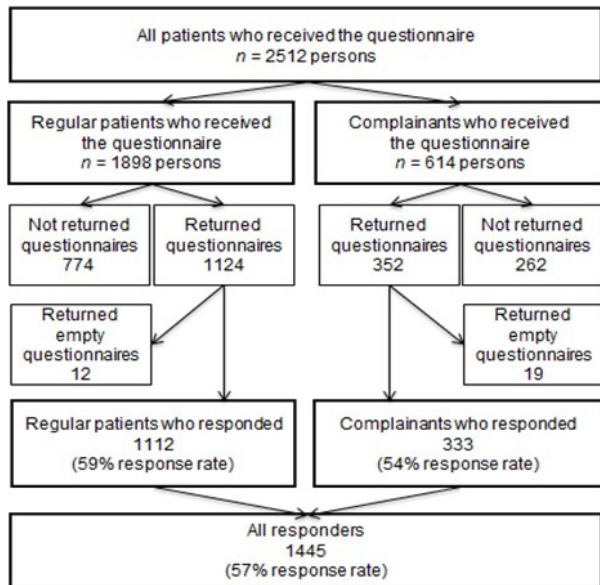 All patients who received the questionnaire
n = 2512 persons
Regular patients who received
the questionnaire
n = 1898 persons
Complainants who received
the questionnaire
n = 614 persons
Not returned
questionnaires
774
Returned
questionnaires
1124
Returned
questionnaires
352
Not returned
questionnaires
262
Returned
empty
questionnaires
12
Returned
empty
questionnaires
19
Regular patients who responded
1112
(59% response rate)
Complainants who responded
333
(54% response rate)
All responders
1445
(57% response rate)